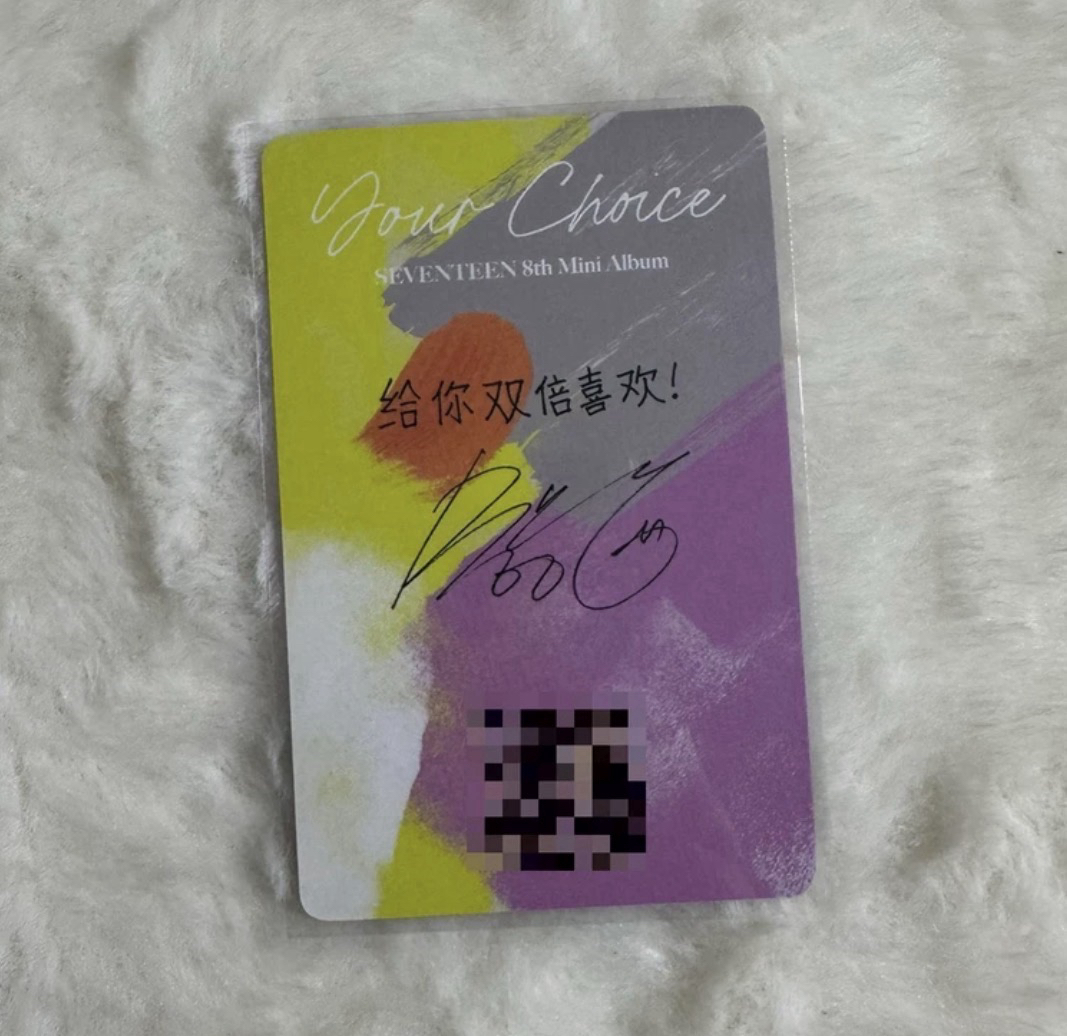 Your Choice
SEVENTEEN 8th Mini Album
给你双倍喜欢!